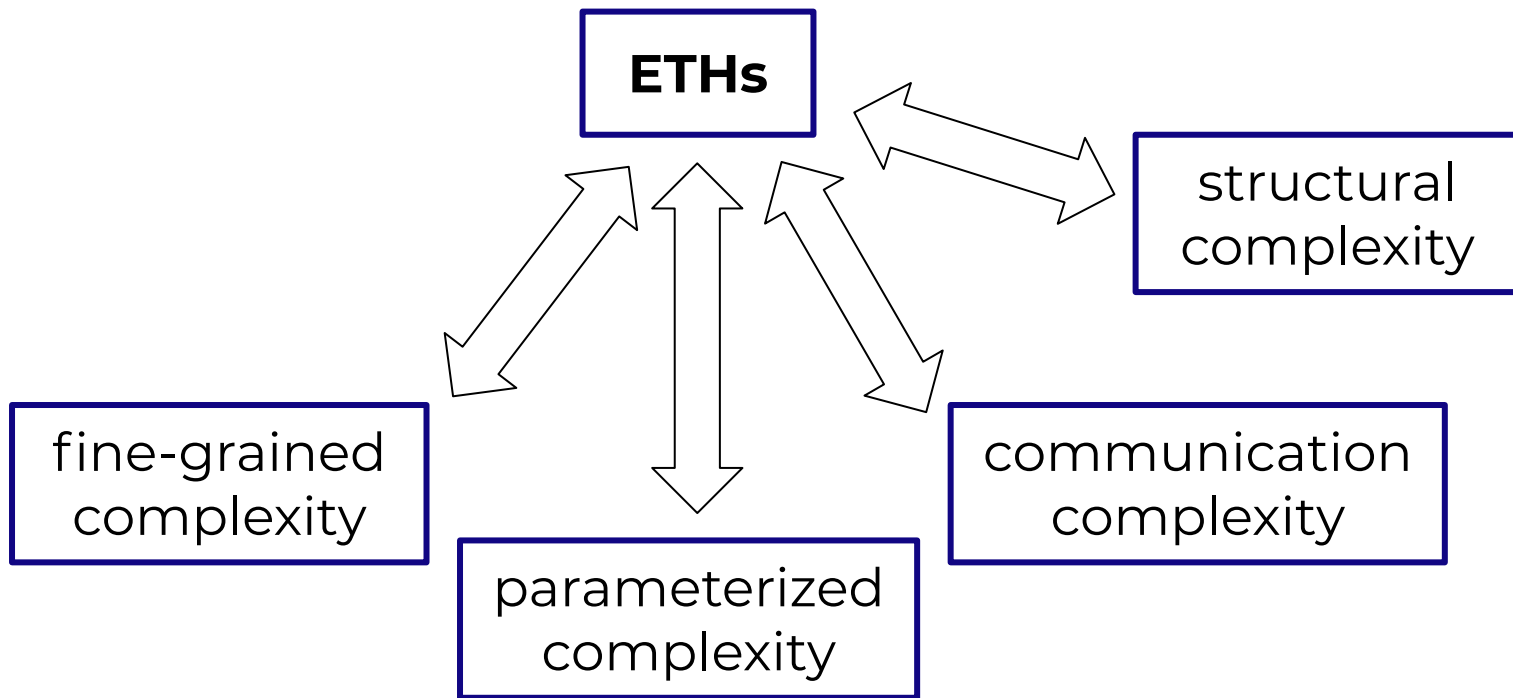 ETHs
structural
complexity
fine-grained
complexity
communication
complexity
parameterized
complexity